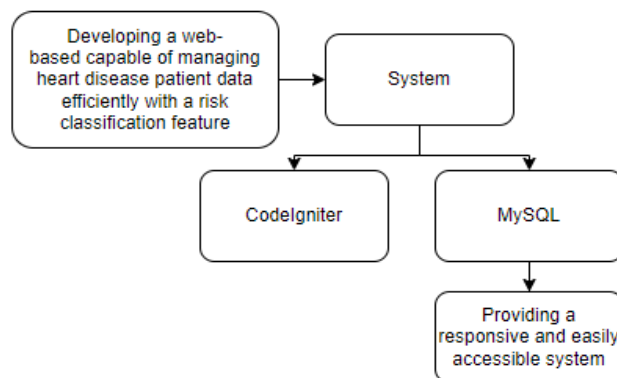 Developing a web-
based capable of managing
heart disease patient data
efficiently with a risk
classification feature
System
CodeIgniter
MySQL
Providing a
responsive and easily
accessible system